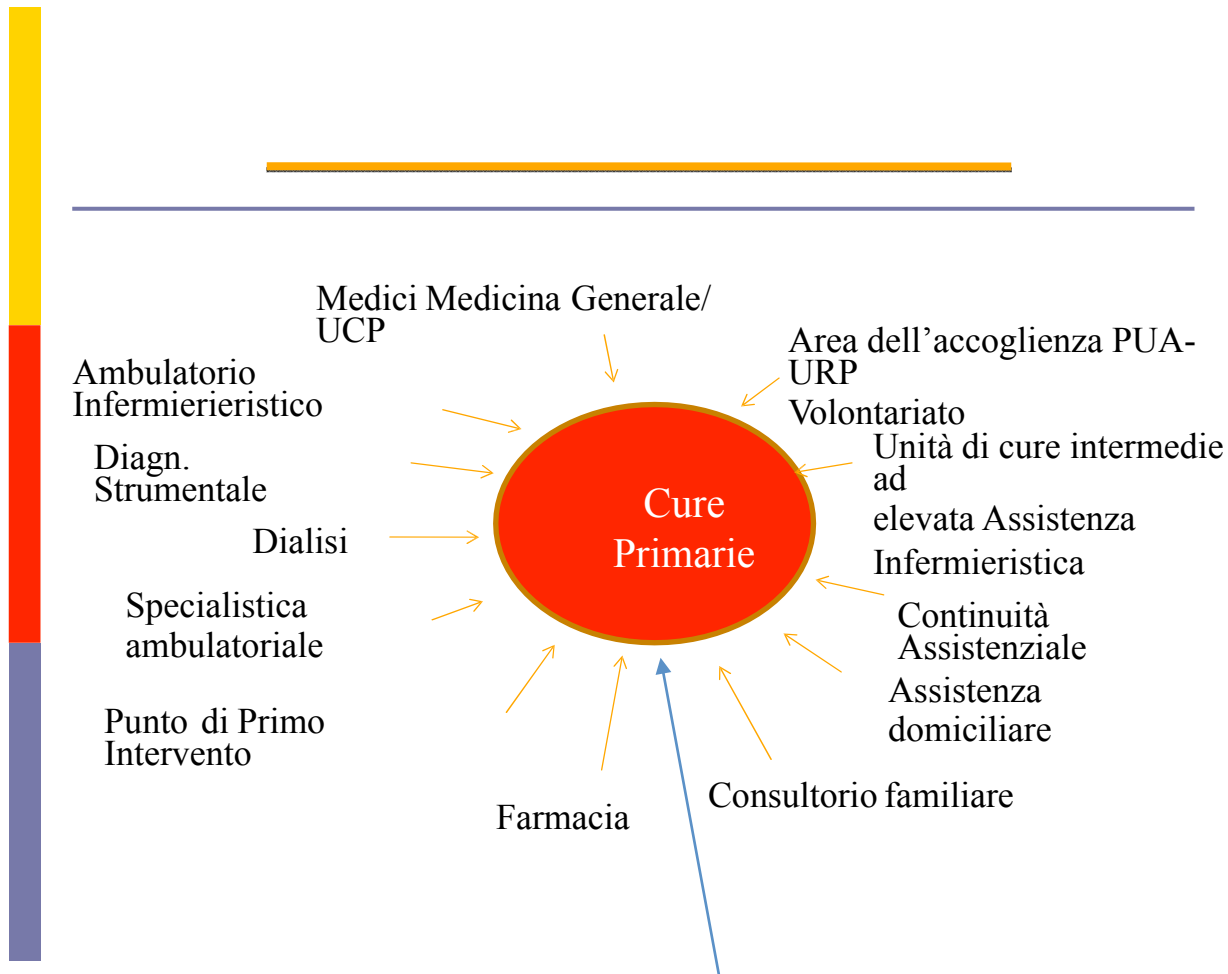 Medici Medicina Generale/
UCP
Area dell’accoglienza PUA-
URP
Volontariato
Ambulatorio
Infermierieristico
Unità di cure intermedie
ad
elevata Assistenza
Infermieristica
Diagn.
Strumentale
Cure
Primarie
Dialisi
Specialistica
ambulatoriale
Continuità
Assistenziale
Assistenza
domiciliare
Punto di Primo
Intervento
Consultorio familiare
Farmacia